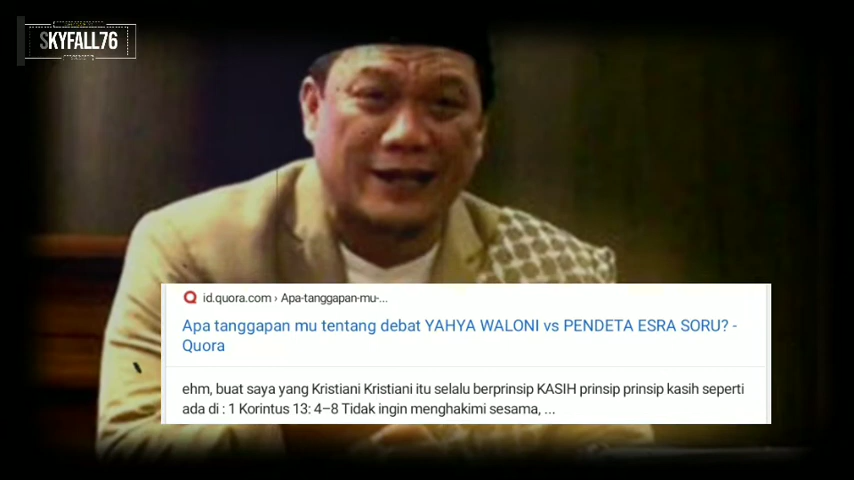 SKYFALL76
id.quora.com › Apa-tanggapan-mu-...
Apa tanggapan mu tentang debat YAHYA WALONI vs PENDETA ESRA SORU? -
Quora
ehm, buat saya yang Kristiani Kristiani itu selalu berprinsip KASIH prinsip prinsip kasih seperti
ada di : 1 Korintus 13: 4–8 Tidak ingin menghakimi sesama, ...